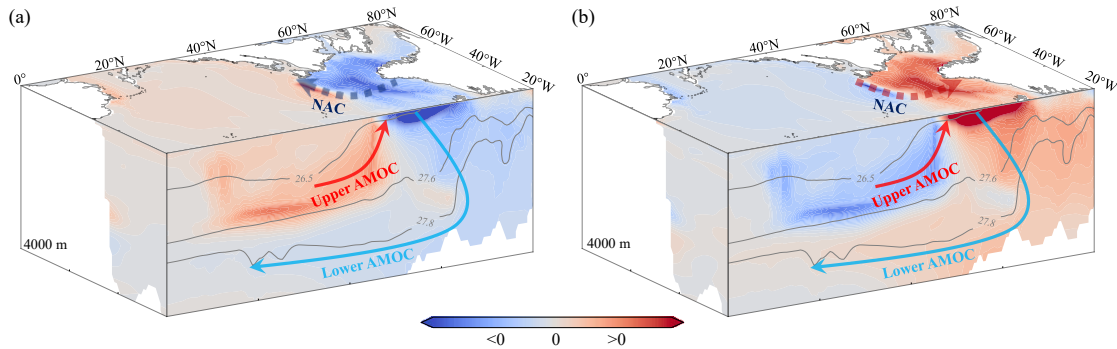 (a)
0°
20°N
40°N
60°N
80°N
60°W
40°W
20°W
NAC
26.5
27.6
27.8
Upper AMOC
Lower AMOC
4000 m
(b)
0°
20°N
40°N
60°N
80°N
60°W
40°W
20°W
NAC
26.5
27.6
27.8
Upper AMOC
Lower AMOC
4000 m
<0 0 >0